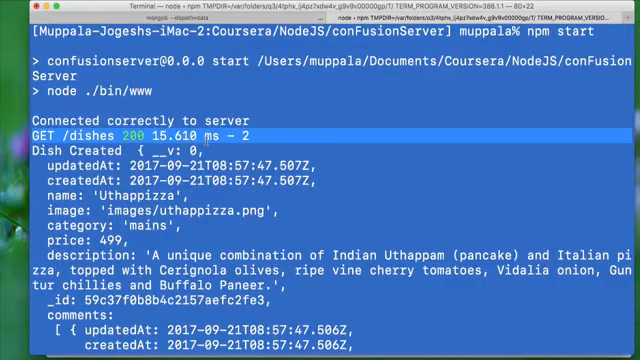 Terminal — node ◂ npm TMPDIR=/var/folders/q3/4tphx_lj4pz7xdw4v_g9v9v00000gp/T/ TERM_PROGRAM_VERSION=388.1.1 — 80×22
mongod --dbpath=data
node ◂ npm TMPDIR=/var/folders/q3/4tphx_lj4pz7xdw4v_g9v9v00000gp/T/ TERM_PROGRAM_VERSIO...
[Muppala-Jogeshs-iMac-2:Coursera/NodeJS/conFusionServer] muppala% npm start
> confusionserver@0.0.0 start /Users/muppala/Documents/Coursera/NodeJS/conFusion
Server
> node ./bin/www
Connected correctly to server
GET /dishes 200 15.610 ms - 2
Dish Created  { __v: 0,
updatedAt: 2017-09-21T08:57:47.507Z,
createdAt: 2017-09-21T08:57:47.507Z,
name: 'Uthappizza',
image: 'images/uthappizza.png',
category: 'mains',
price: 499,
description: 'A unique combination of Indian Uthappam (pancake) and Italian pi
zza, topped with Cerignola olives, ripe vine cherry tomatoes, Vidalia onion, Gun
tur chillies and Buffalo Paneer.',
_id: 59c37f0b8b4c2157aefc2fe3,
comments:
[ { updatedAt: 2017-09-21T08:57:47.506Z,
createdAt: 2017-09-21T08:57:47.506Z,